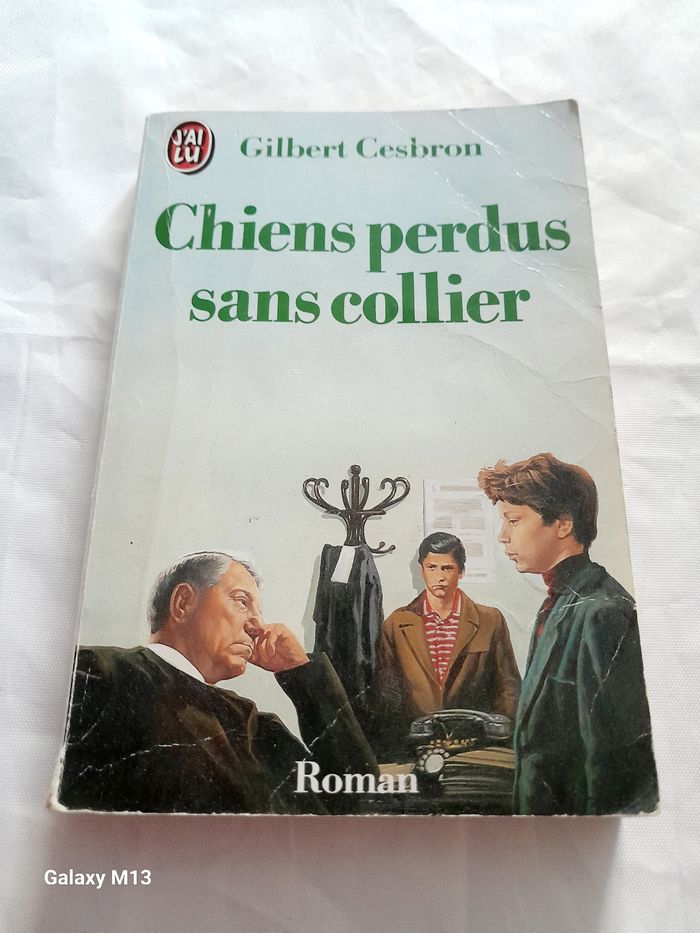 J'AI
LU
Gilbert Cesbron
Chiens perdus
sans collier
Roman
Galaxy M13